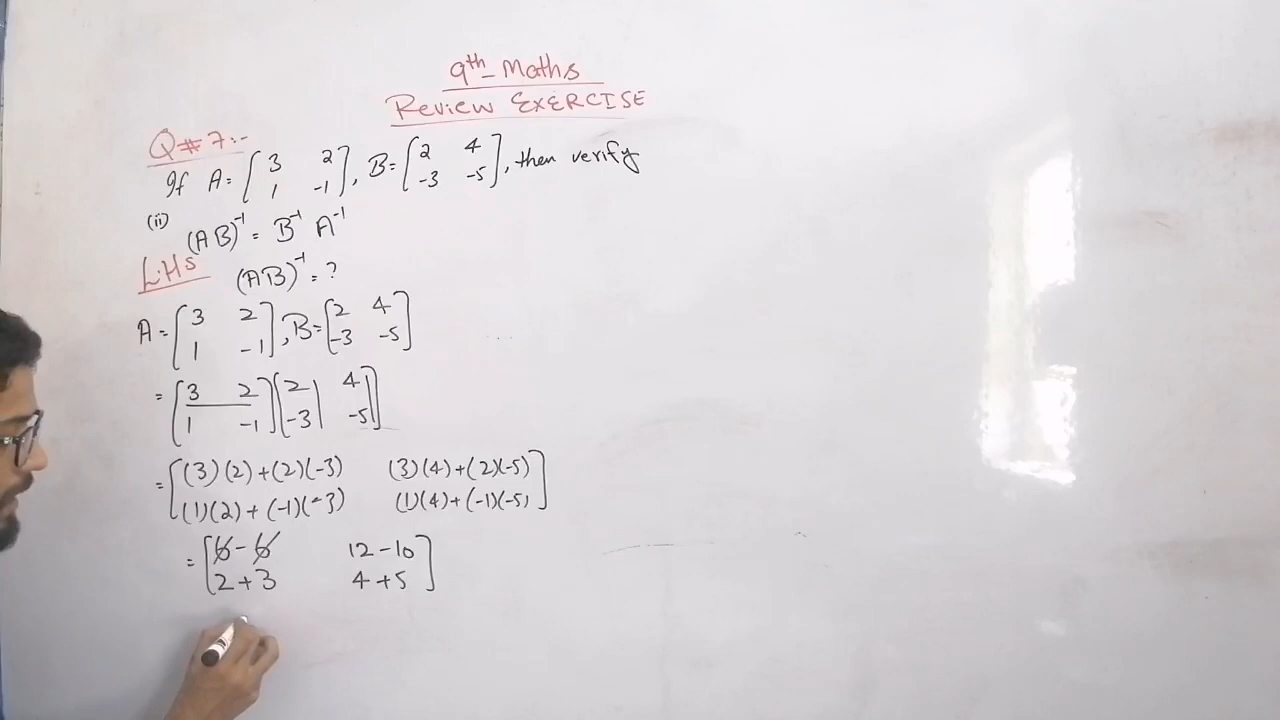 9th Maths
Review EXERCISE
Q#7:-
If A = [3 2 / 1 -1], B = [2 4 / -3 -5], then verify
(ii) (AB)⁻¹ = B⁻¹ A⁻¹
L.H.S (AB)⁻¹ = ?
A = [3 2 / 1 -1], B = [2 4 / -3 -5]
= [3 2 / 1 -1][2 4 / -3 -5]
= [(3)(2)+(2)(-3) (3)(4)+(2)(-5) / (1)(2)+(-1)(-3) (1)(4)+(-1)(-5)]
= [6-6 12-10 / 2+3 4+5]